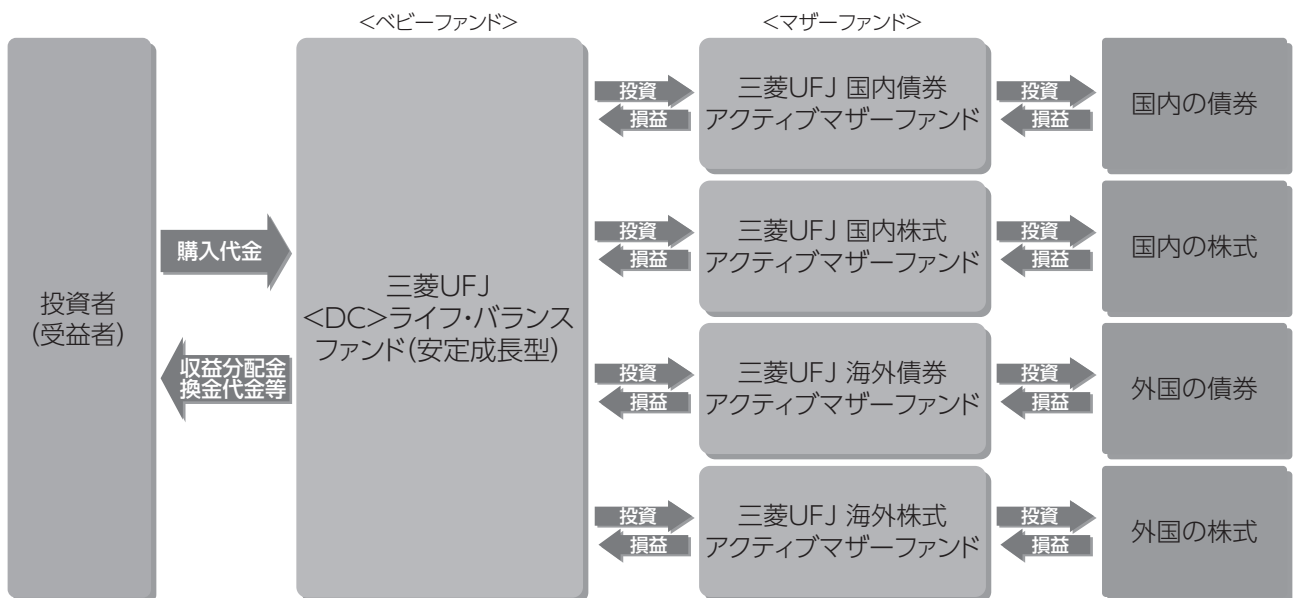 <ベビーファンド>
<マザーファンド>
投資者
(受益者)
購入代金
収益分配金
換金代金等
三菱UFJ
<DC>ライフ・バランス
ファンド(安定成長型)
投資
損益
三菱UFJ 国内債券
アクティブマザーファンド
投資
損益
国内の債券
投資
損益
三菱UFJ 国内株式
アクティブマザーファンド
投資
損益
国内の株式
投資
損益
三菱UFJ 海外債券
アクティブマザーファンド
投資
損益
外国の債券
投資
損益
三菱UFJ 海外株式
アクティブマザーファンド
投資
損益
外国の株式